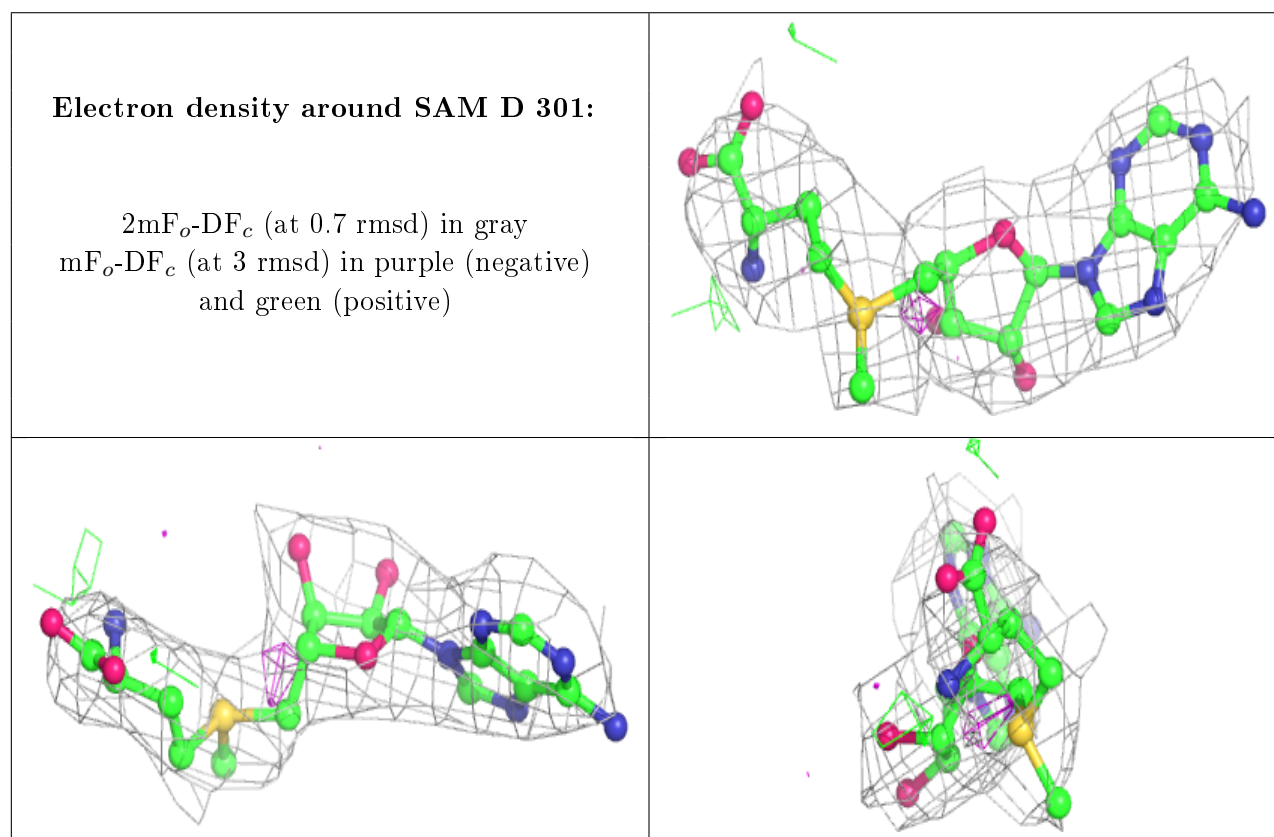 Electron density around SAM D 301:
2mFₒ-DF𝒸 (at 0.7 rmsd) in gray
mFₒ-DF𝒸 (at 3 rmsd) in purple (negative)
and green (positive)